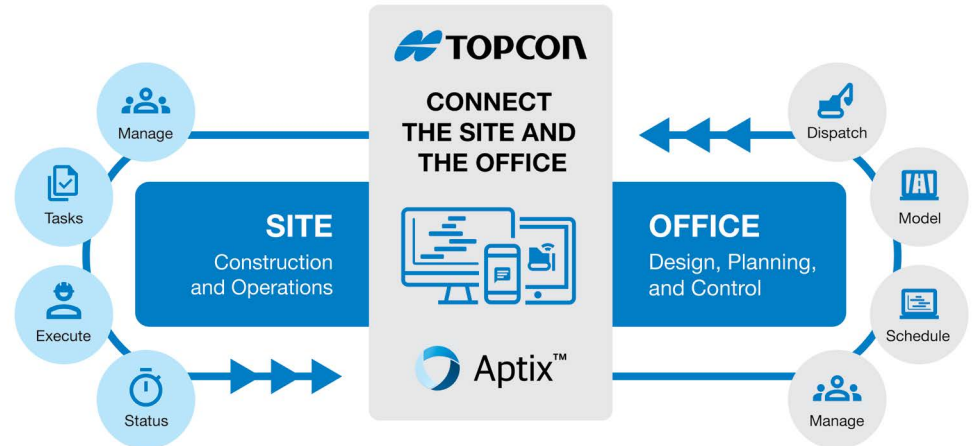 TOPCON
CONNECT
THE SITE AND
THE OFFICE
Manage
Tasks
Execute
Status
SITE
Construction
and Operations
Aptix™
OFFICE
Design, Planning,
and Control
Dispatch
Model
Schedule
Manage